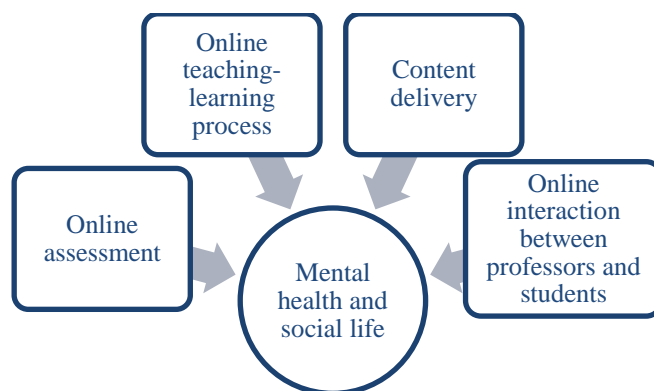 Online
teaching-
learning
process
Content
delivery
Online
assessment
Online
interaction
between
professors and
students
Mental
health and
social life